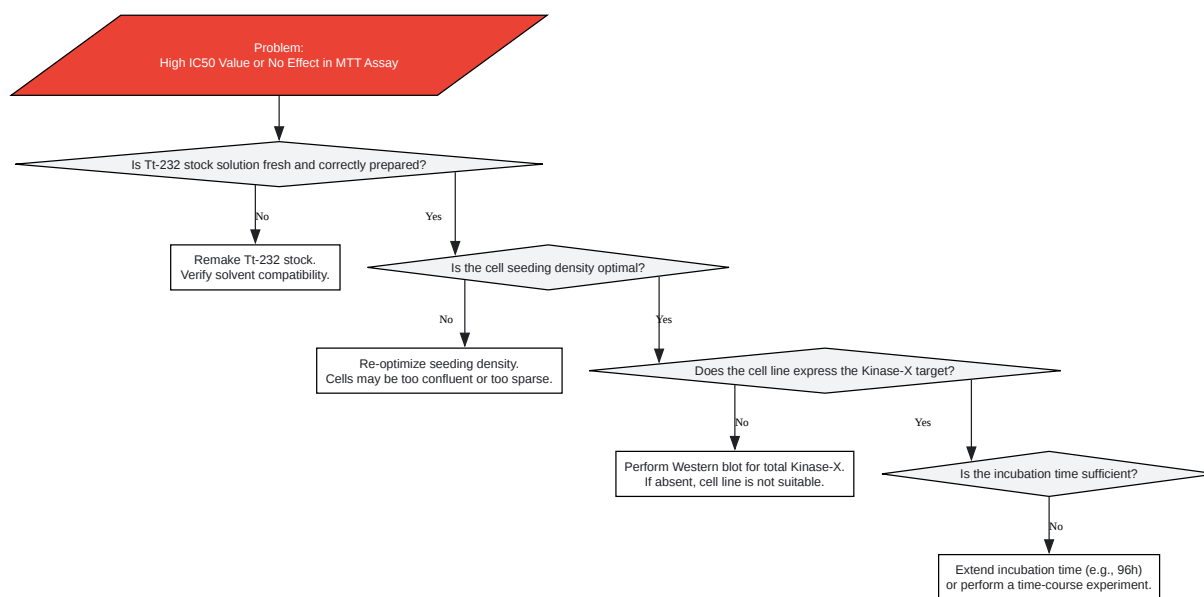 Problem:
High IC50 Value or No Effect in MTT Assay
Is Tt-232 stock solution fresh and correctly prepared?
No
Yes
Remake Tt-232 stock.
Verify solvent compatibility.
Is the cell seeding density optimal?
No
Yes
Re-optimize seeding density.
Cells may be too confluent or too sparse.
Does the cell line express the Kinase-X target?
No
Yes
Perform Western blot for total Kinase-X.
If absent, cell line is not suitable.
Is the incubation time sufficient?
No
Extend incubation time (e.g., 96h)
or perform a time-course experiment.